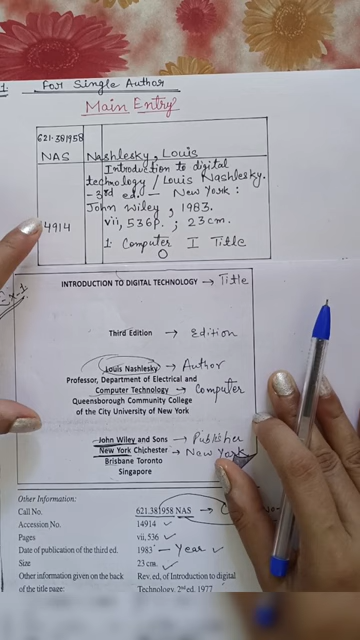 1. For Single Author
Main Entry
621.381958
NAS Nashlesky, Louis
Introduction to digital
technology / Louis Nashlesky.
- 3rd ed. - New York :
John Wiley, 1983.
4914 vii, 536p. ; 23cm.
1. Computer I Title
INTRODUCTION TO DIGITAL TECHNOLOGY → Title
Third Edition → Edition
Louis Nashlesky → Author
Professor, Department of Electrical and
Computer Technology → Computer
Queensborough Community College
of the City University of New York
John Wiley and Sons → Publisher
New York Chichester → New York
Brisbane Toronto
Singapore
Other Information:
Call No. 621.381958 NAS →
Accession No. 14914
Pages vii, 536
Date of publication of the third ed. 1983 - Year
Size 23 cm.
Other information given on the back Rev. ed. of Introduction to digital
of the title page: Technology, 2nd ed. 1977